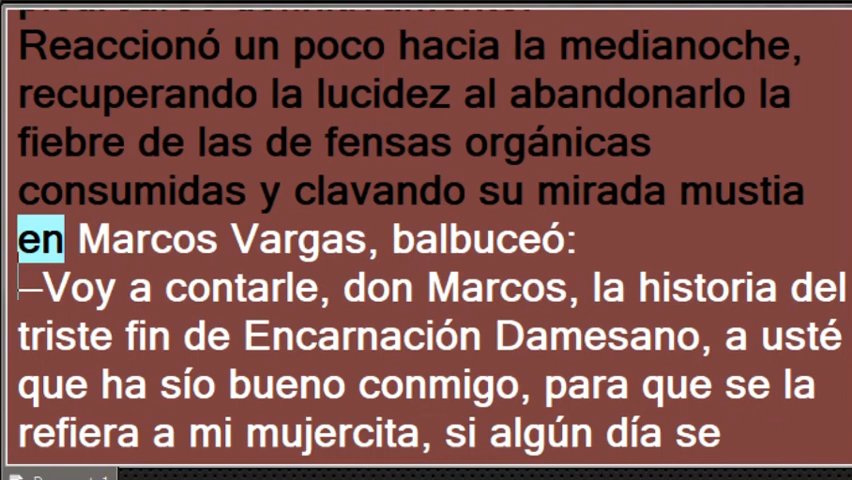 Reaccionó un poco hacia la medianoche,
recuperando la lucidez al abandonarlo la
fiebre de las de fensas orgánicas
consumidas y clavando su mirada mustia
en Marcos Vargas, balbuceó:
—Voy a contarle, don Marcos, la historia del
triste fin de Encarnación Damesano, a usté
que ha sío bueno conmigo, para que se la
refiera a mi mujercita, si algún día se